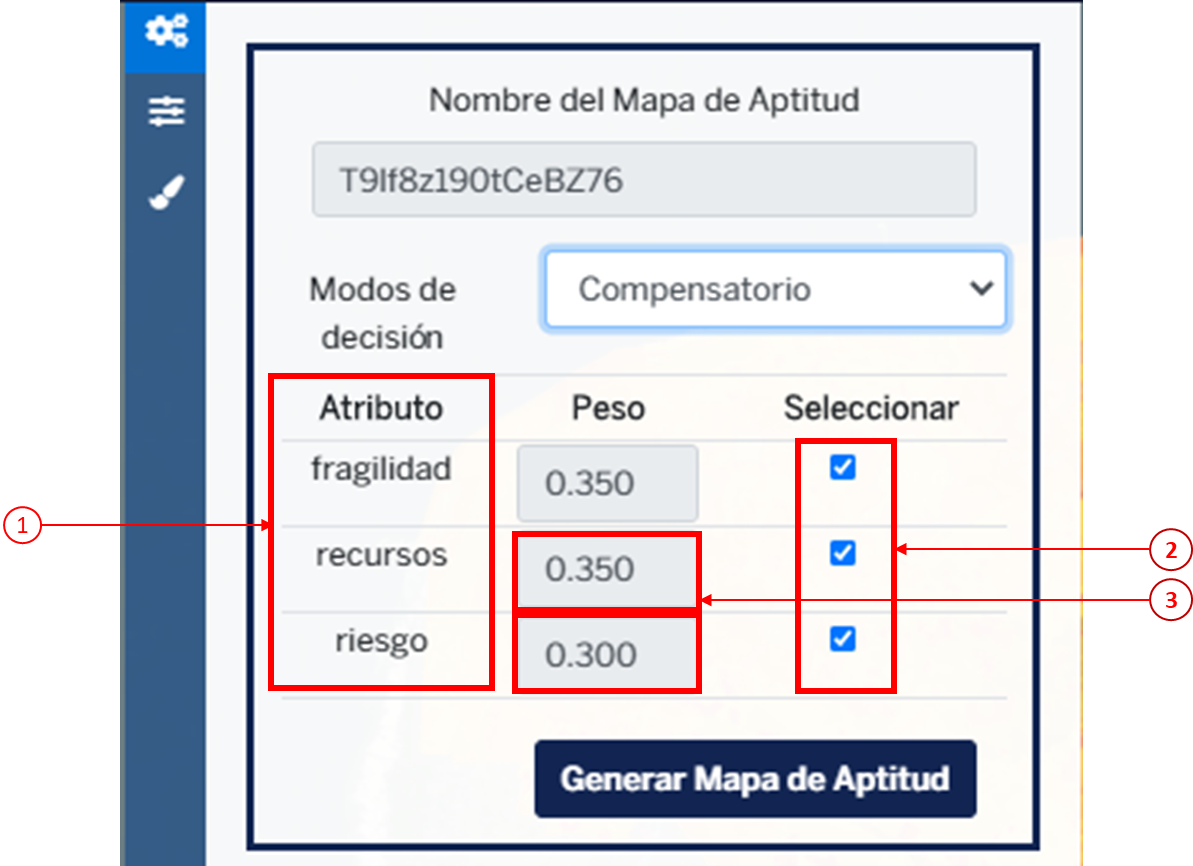 Nombre del Mapa de Aptitud
T9lf8z190tCeBZ76
Modos de
decisión
Compensatorio
Atributo Peso Seleccionar
fragilidad 0.350
1
recursos 0.350
2
3
riesgo 0.300
Generar Mapa de Aptitud